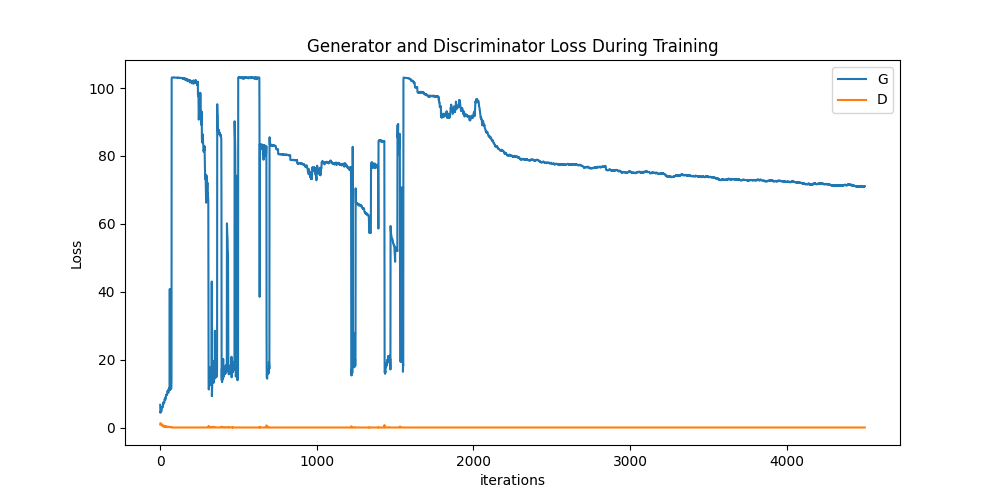 Generator and Discriminator Loss During Training
G
D
Loss
100
80
60
40
20
0
0 1000 2000 3000 4000
iterations